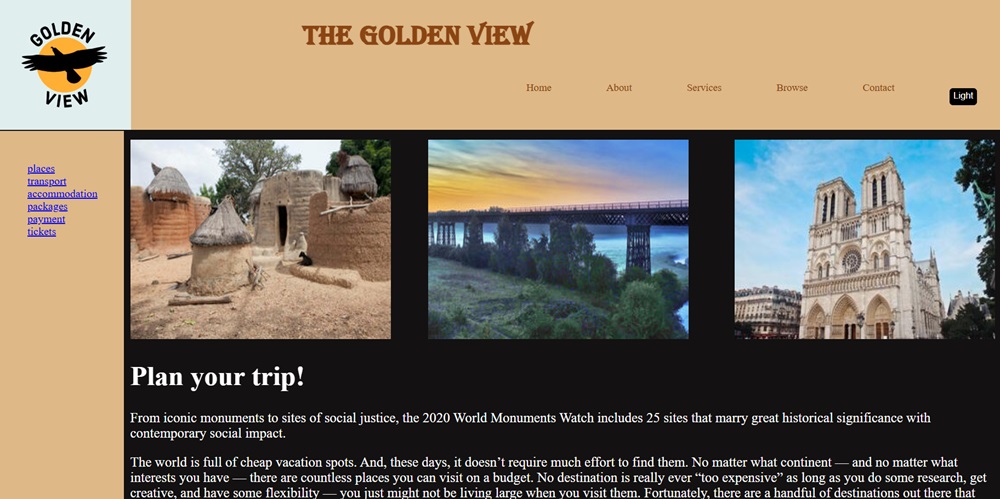 GOLDEN
VIEW
THE GOLDEN VIEW
Home About Services Browse Contact
Light
places
transport
accommodation
packages
payment
tickets
Plan your trip!
From iconic monuments to sites of social justice, the 2020 World Monuments Watch includes 25 sites that marry great historical significance with
contemporary social impact.
The world is full of cheap vacation spots. And, these days, it doesn’t require much effort to find them. No matter what continent — and no matter what
interests you have — there are countless places you can visit on a budget. No destination is really ever “too expensive” as long as you do some research, get
creative, and have some flexibility — you just might not be living large when you visit them. Fortunately, there are a handful of destinations out there that